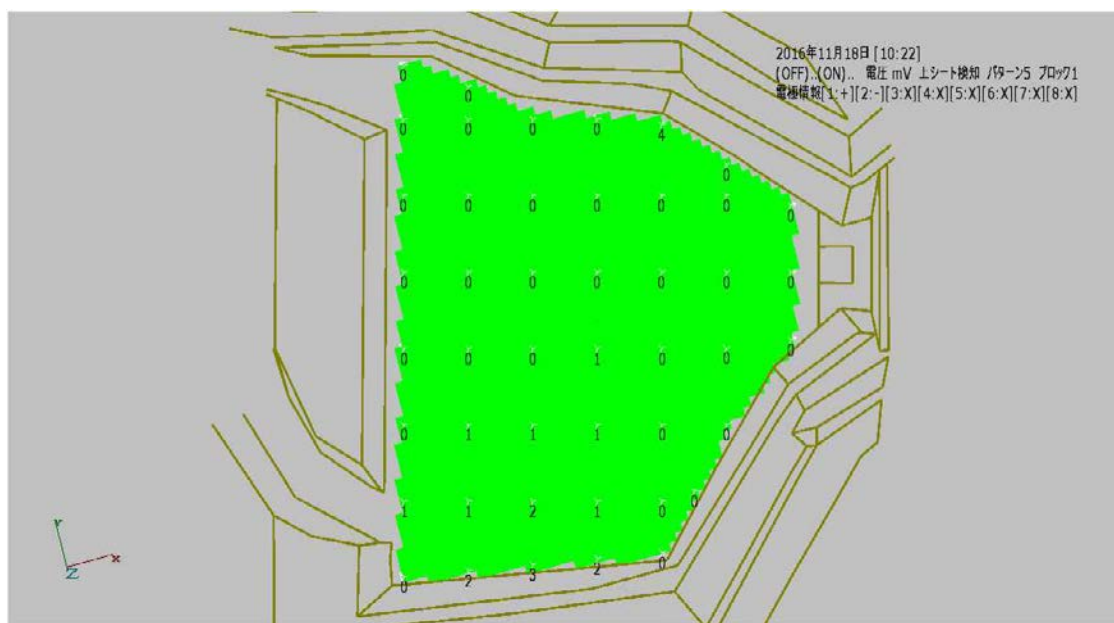 2016年11月18日 [10:22]
(OFF)..(ON).. 電圧 mV 上シート検知 パターン5 ブロック1
電極情報[1:+][2:-][3:X][4:X][5:X][6:X][7:X][8:X]
0
0
0 0 0 0 4
0
0 0 0 0 0 0 0
0 0 0 0 0 0 0
0 0 0 1 0 0 0
0 1 1 1 0 0
1 1 2 1 0 0
0 2 3 2 0
Y
X
Z